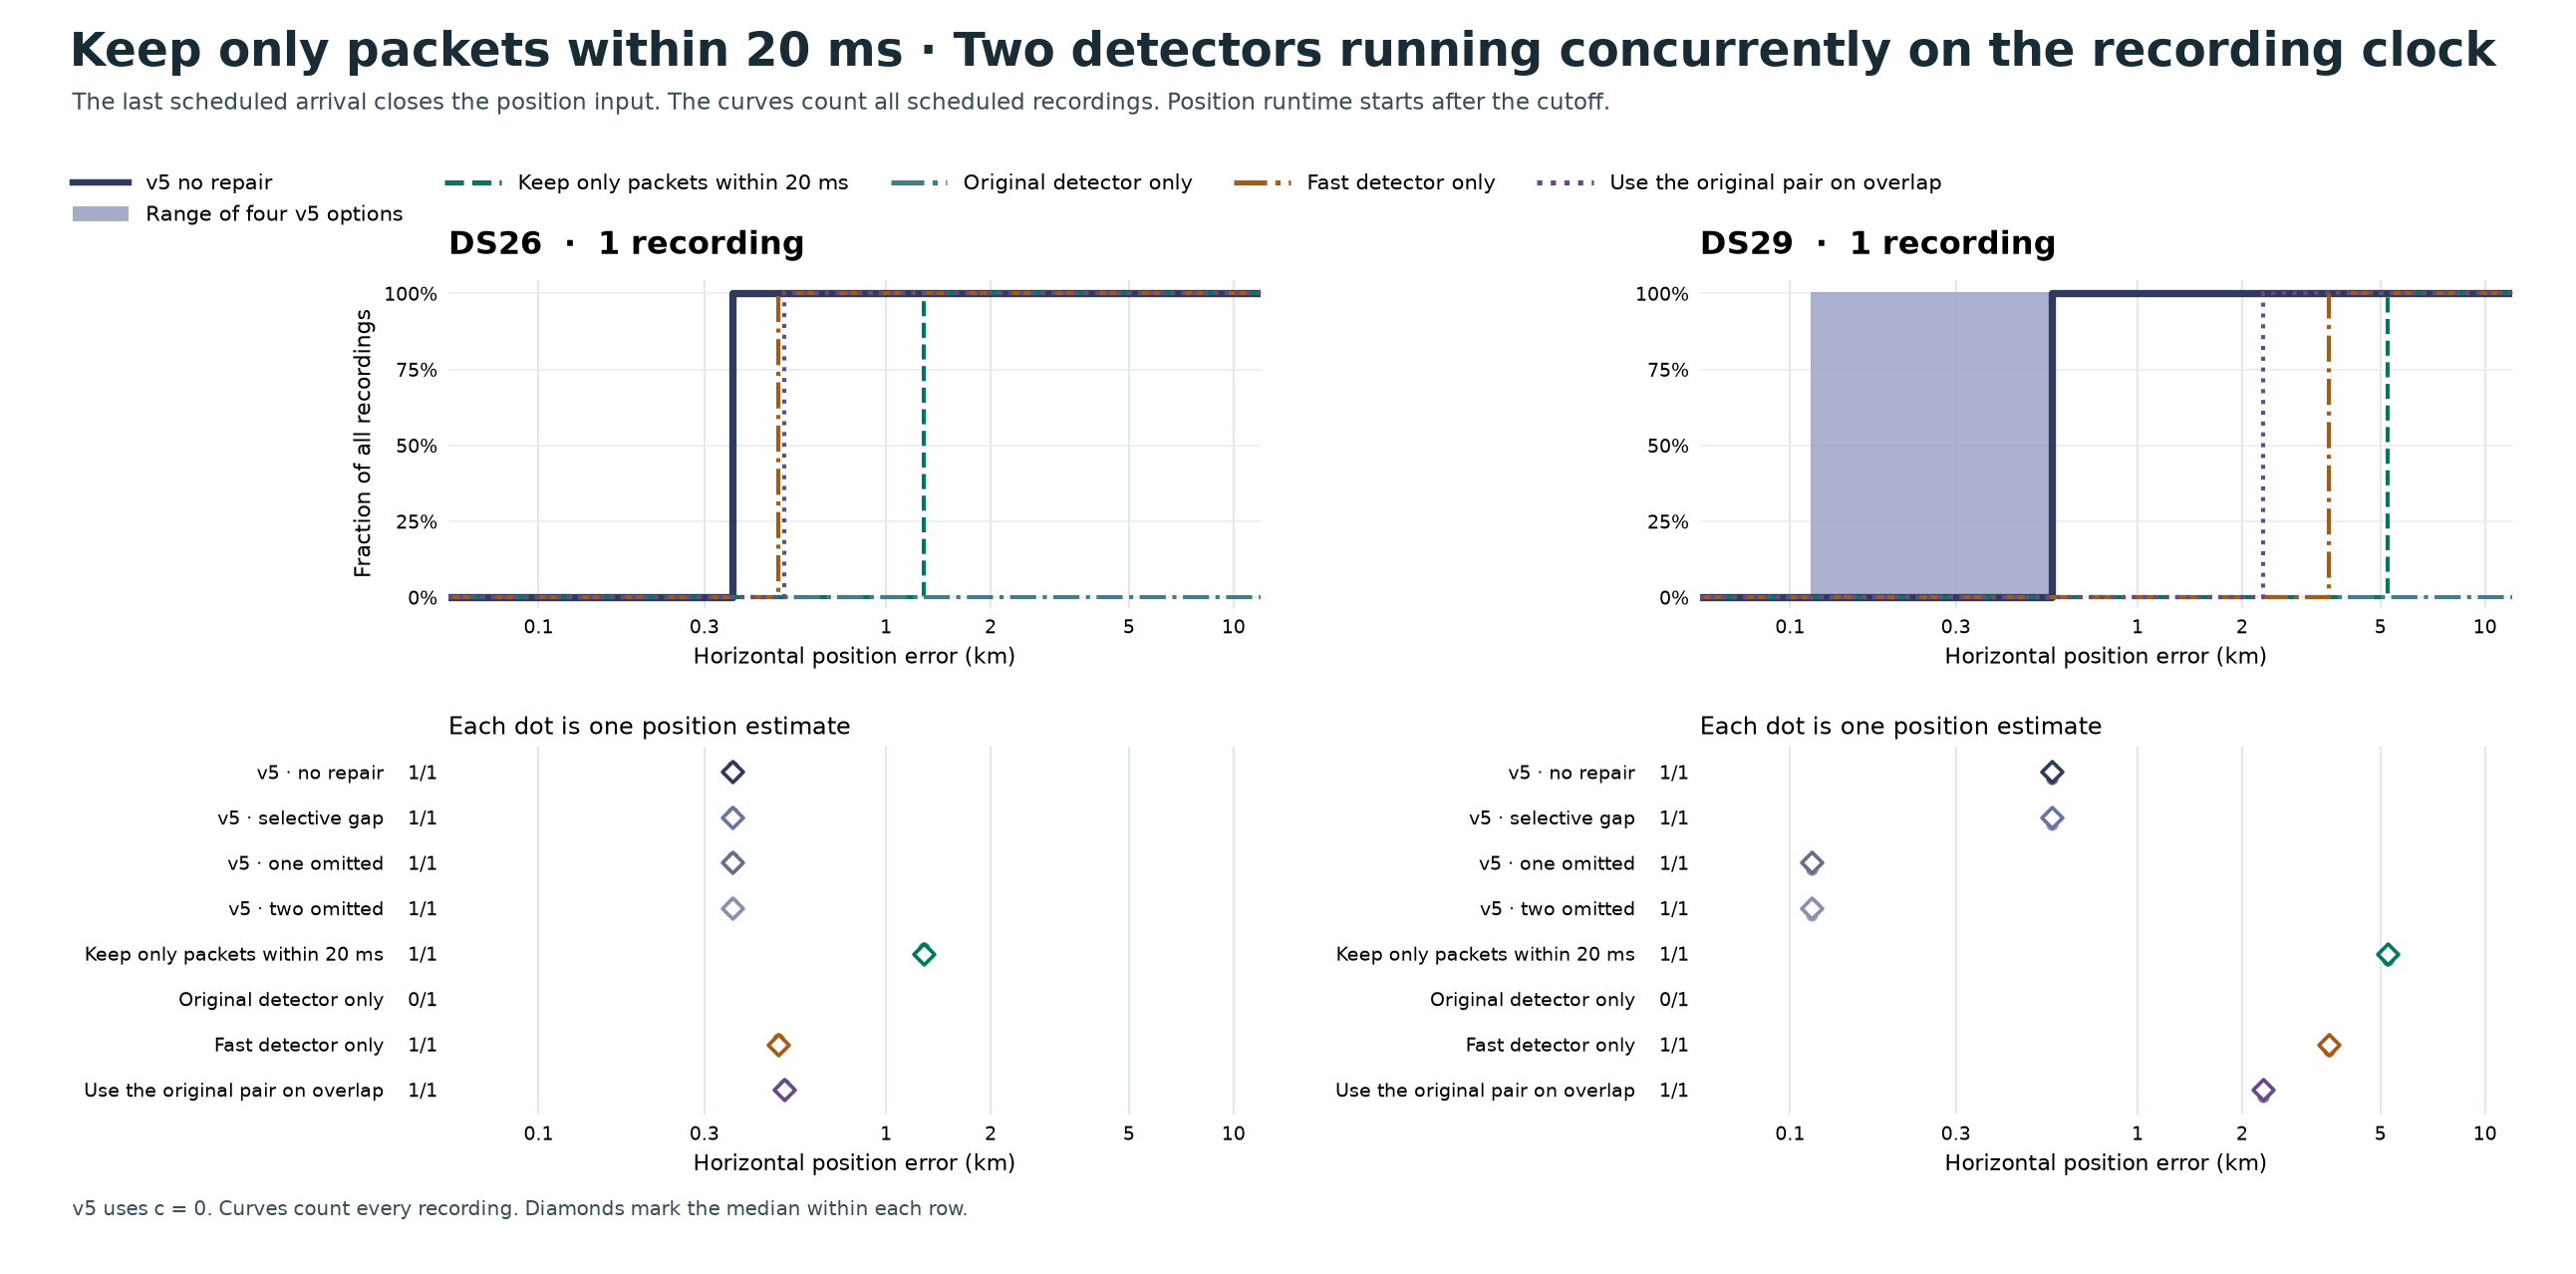 Keep only packets within 20 ms · Two detectors running concurrently on the recording clock
The last scheduled arrival closes the position input. The curves count all scheduled recordings. Position runtime starts after the cutoff.
v5 no repair
Range of four v5 options
Keep only packets within 20 ms
Original detector only
Fast detector only
Use the original pair on overlap
DS26 · 1 recording
Fraction of all recordings
100%
75%
50%
25%
0%
0.1 0.3 1 2 5 10
Horizontal position error (km)
DS29 · 1 recording
100%
75%
50%
25%
0%
0.1 0.3 1 2 5 10
Horizontal position error (km)
Each dot is one position estimate
v5 · no repair 1/1
v5 · selective gap 1/1
v5 · one omitted 1/1
v5 · two omitted 1/1
Keep only packets within 20 ms 1/1
Original detector only 0/1
Fast detector only 1/1
Use the original pair on overlap 1/1
0.1 0.3 1 2 5 10
Horizontal position error (km)
Each dot is one position estimate
v5 · no repair 1/1
v5 · selective gap 1/1
v5 · one omitted 1/1
v5 · two omitted 1/1
Keep only packets within 20 ms 1/1
Original detector only 0/1
Fast detector only 1/1
Use the original pair on overlap 1/1
0.1 0.3 1 2 5 10
Horizontal position error (km)
v5 uses c = 0. Curves count every recording. Diamonds mark the median within each row.